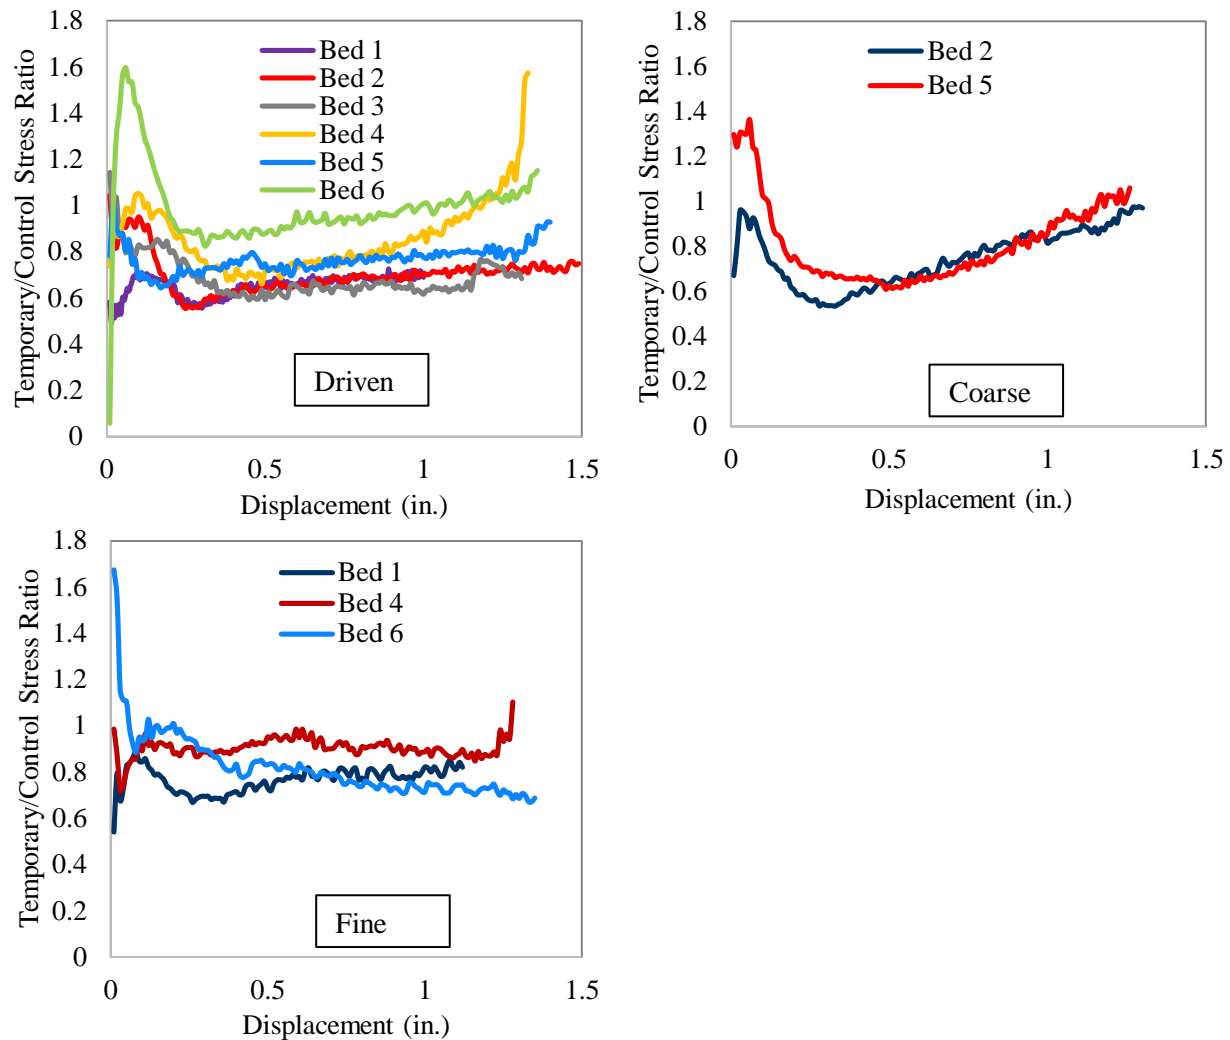 Temporary/Control Stress Ratio
1.8
1.6
1.4
1.2
1
0.8
0.6
0.4
0.2
0
Bed 1
Bed 2
Bed 3
Bed 4
Bed 5
Bed 6
Driven
0 0.5 1 1.5
Displacement (in.)
Temporary/Control Stress Ratio
1.8
1.6
1.4
1.2
1
0.8
0.6
0.4
0.2
0
Bed 2
Bed 5
Coarse
0 0.5 1 1.5
Displacement (in.)
Temporary/Control Stress Ratio
1.8
1.6
1.4
1.2
1
0.8
0.6
0.4
0.2
0
Bed 1
Bed 4
Bed 6
Fine
0 0.5 1 1.5
Displacement (in.)